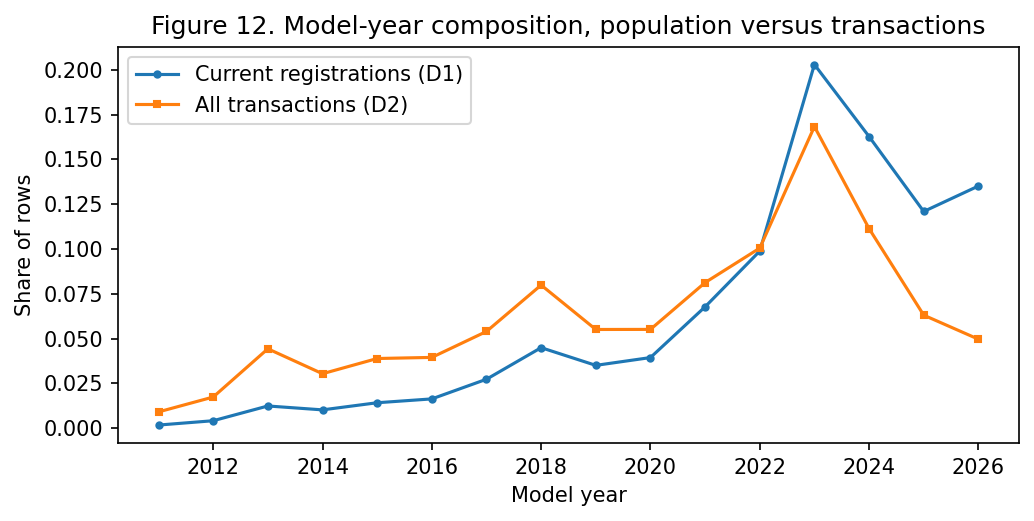 Figure 12. Model-year composition, population versus transactions
Current registrations (D1)
All transactions (D2)
Share of rows
0.200
0.175
0.150
0.125
0.100
0.075
0.050
0.025
0.000
2012 2014 2016 2018 2020 2022 2024 2026
Model year